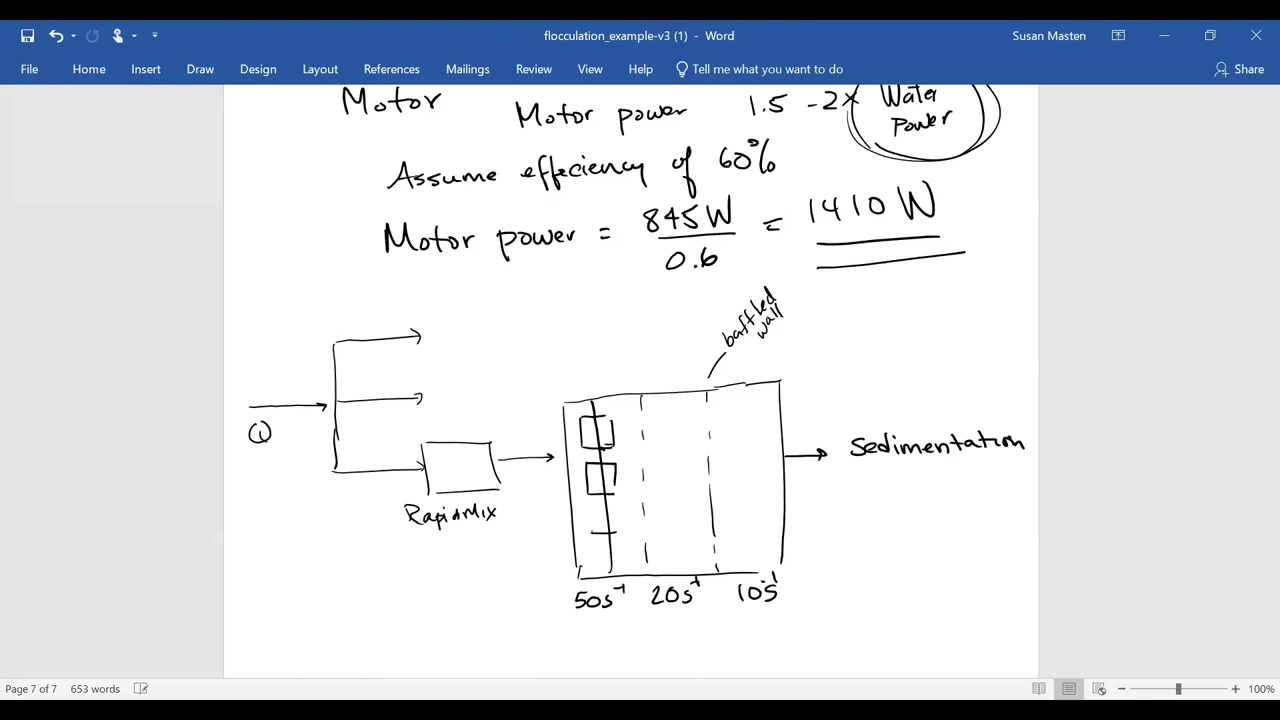 flocculation_example-v3 (1) - Word
Susan Masten
File Home Insert Draw Design Layout References Mailings Review View Help Tell me what you want to do Share
Motor Motor power 1.5 - 2x Water Power
Assume effeciency of 60%
Motor power = 845W / 0.6 = 1410 W
baffled wall
Q
Rapid Mix
Sedimentation
50s⁻¹ 20s⁻¹ 10s⁻¹
Page 7 of 7 653 words 100%